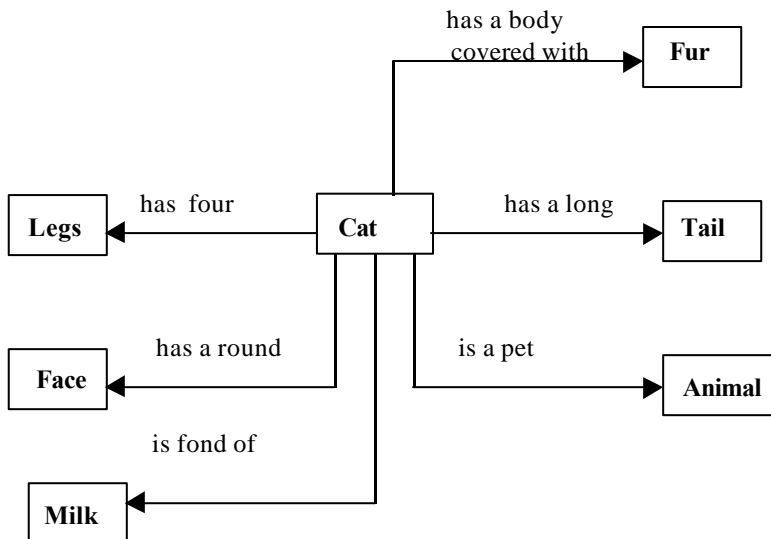 has a body
covered with
Fur
has four
has a long
Legs
Cat
Tail
has a round
is a pet
Face
Animal
is fond of
Milk